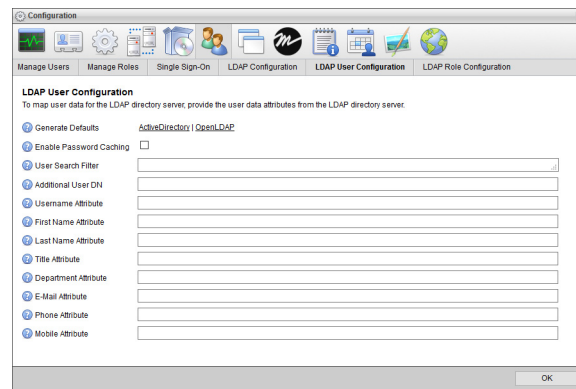 Configuration
Manage Users Manage Roles Single Sign-On LDAP Configuration LDAP User Configuration LDAP Role Configuration
LDAP User Configuration
To map user data for the LDAP directory server, provide the user data attributes from the LDAP directory server.
Generate Defaults ActiveDirectory | OpenLDAP
Enable Password Caching
User Search Filter
Additional User DN
Username Attribute
First Name Attribute
Last Name Attribute
Title Attribute
Department Attribute
E-Mail Attribute
Phone Attribute
Mobile Attribute
OK